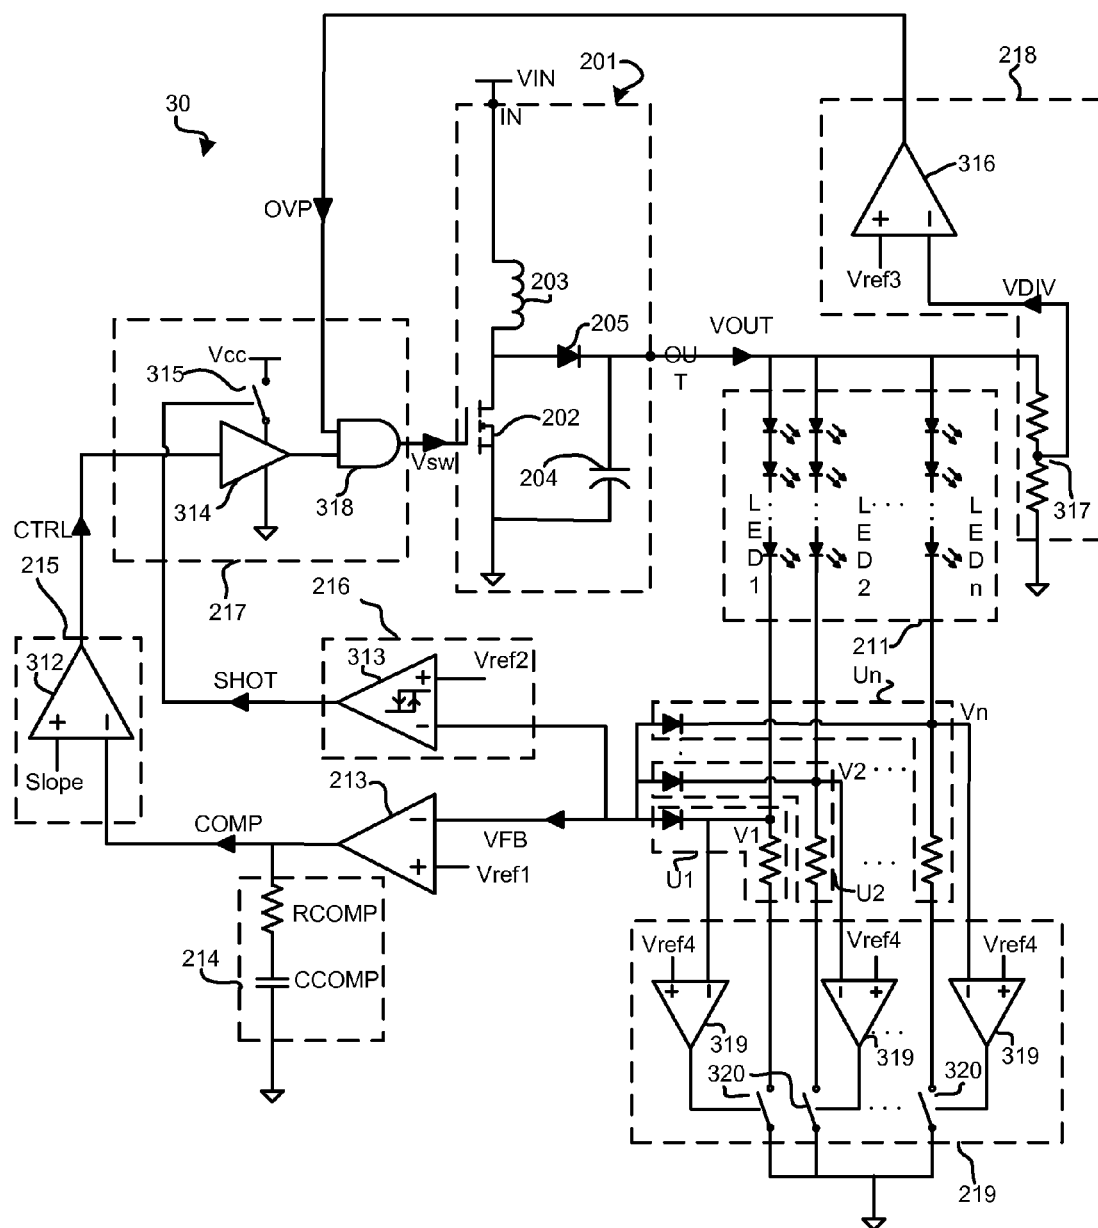 201
218
VIN
30
IN
316
OVP
+ −
203
Vref3
VDIV
205
VOUT
OU
T
Vcc
315
202
Vsw
204
314
318
317
L
E
D
1
L
E
D
2
L
E
D
n
CTRL
215
217
216
211
312
SHOT
313
Vref2
+
−
Un
Vn
+ −
Slope
213
V2
COMP
−
VFB
V1
+
Vref1
U1
U2
RCOMP
214
CCOMP
Vref4
Vref4
Vref4
+ −
− +
− +
319
319
319
320
320
320
219